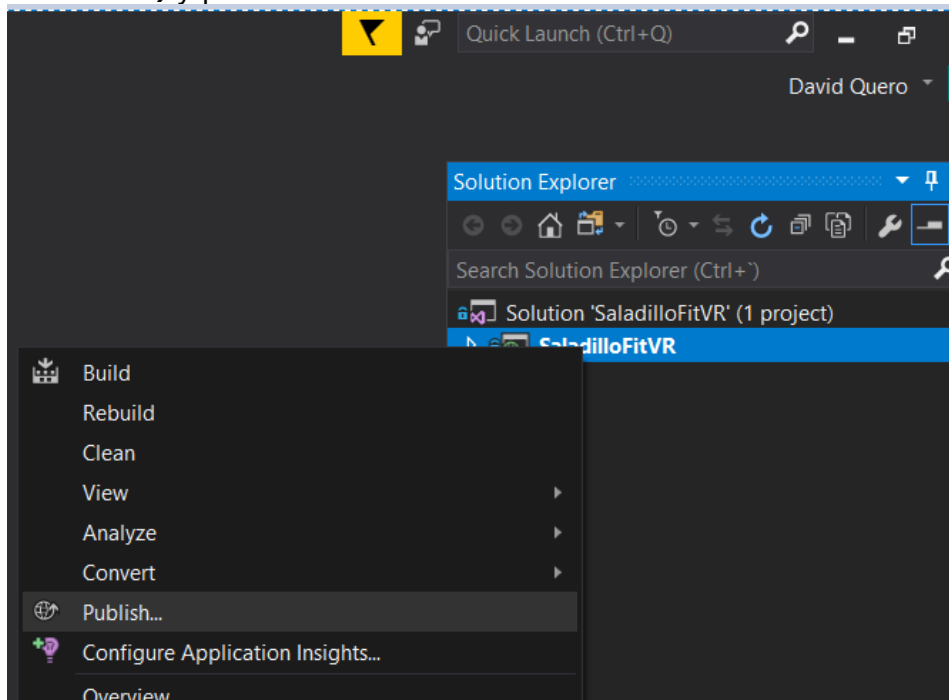 Quick Launch (Ctrl+Q)
David Quero
Solution Explorer
Search Solution Explorer (Ctrl+`)
Solution 'SaladilloFitVR' (1 project)
SaladilloFitVR
Build
Rebuild
Clean
View
Analyze
Convert
Publish...
Configure Application Insights...
Overview